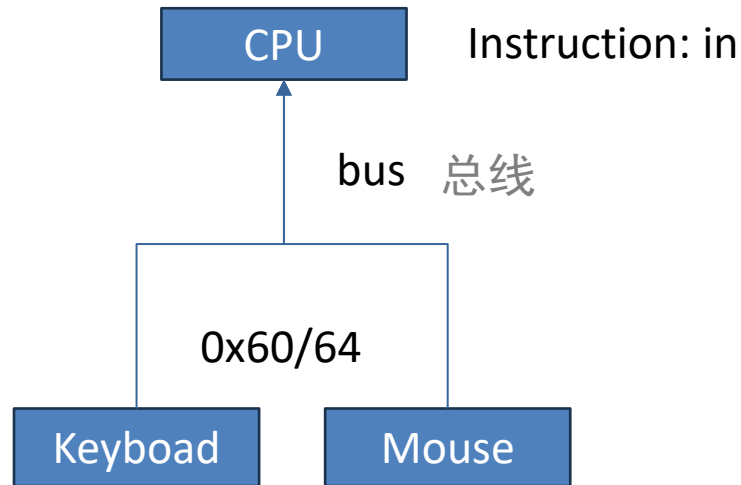 CPU
Instruction: in
bus 总线
0x60/64
Keyboad
Mouse